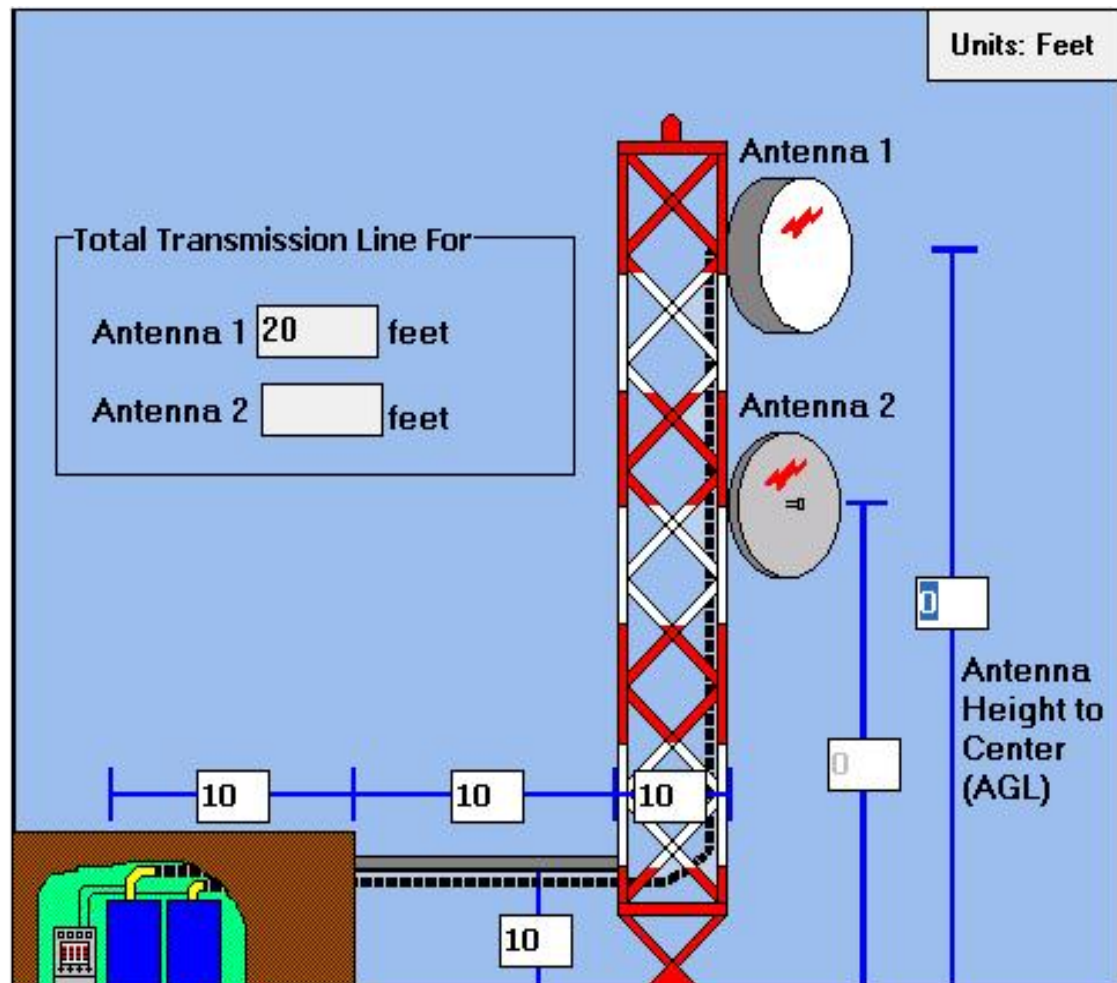 Units: Feet
Antenna 1
Total Transmission Line For
Antenna 1 20 feet
Antenna 2 feet
Antenna 2
0
Antenna
Height to
Center
(AGL)
0
10 10 10
10